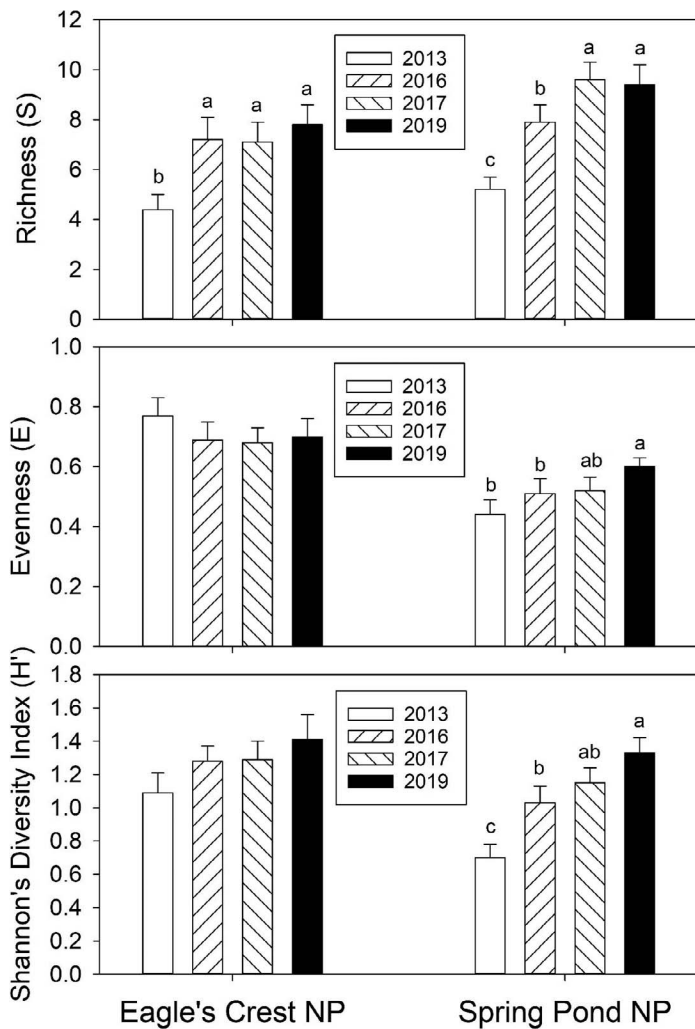 12
10
8
6
4
2
0
Richness (S)
2013
2016
2017
2019
b
a
a
a
c
b
a
a
1.0
0.8
0.6
0.4
0.2
0.0
Evenness (E)
2013
2016
2017
2019
b
b
ab
a
1.8
1.6
1.4
1.2
1.0
0.8
0.6
0.4
0.2
0.0
Shannon's Diversity Index (H')
2013
2016
2017
2019
c
b
ab
a
Eagle's Crest NP
Spring Pond NP